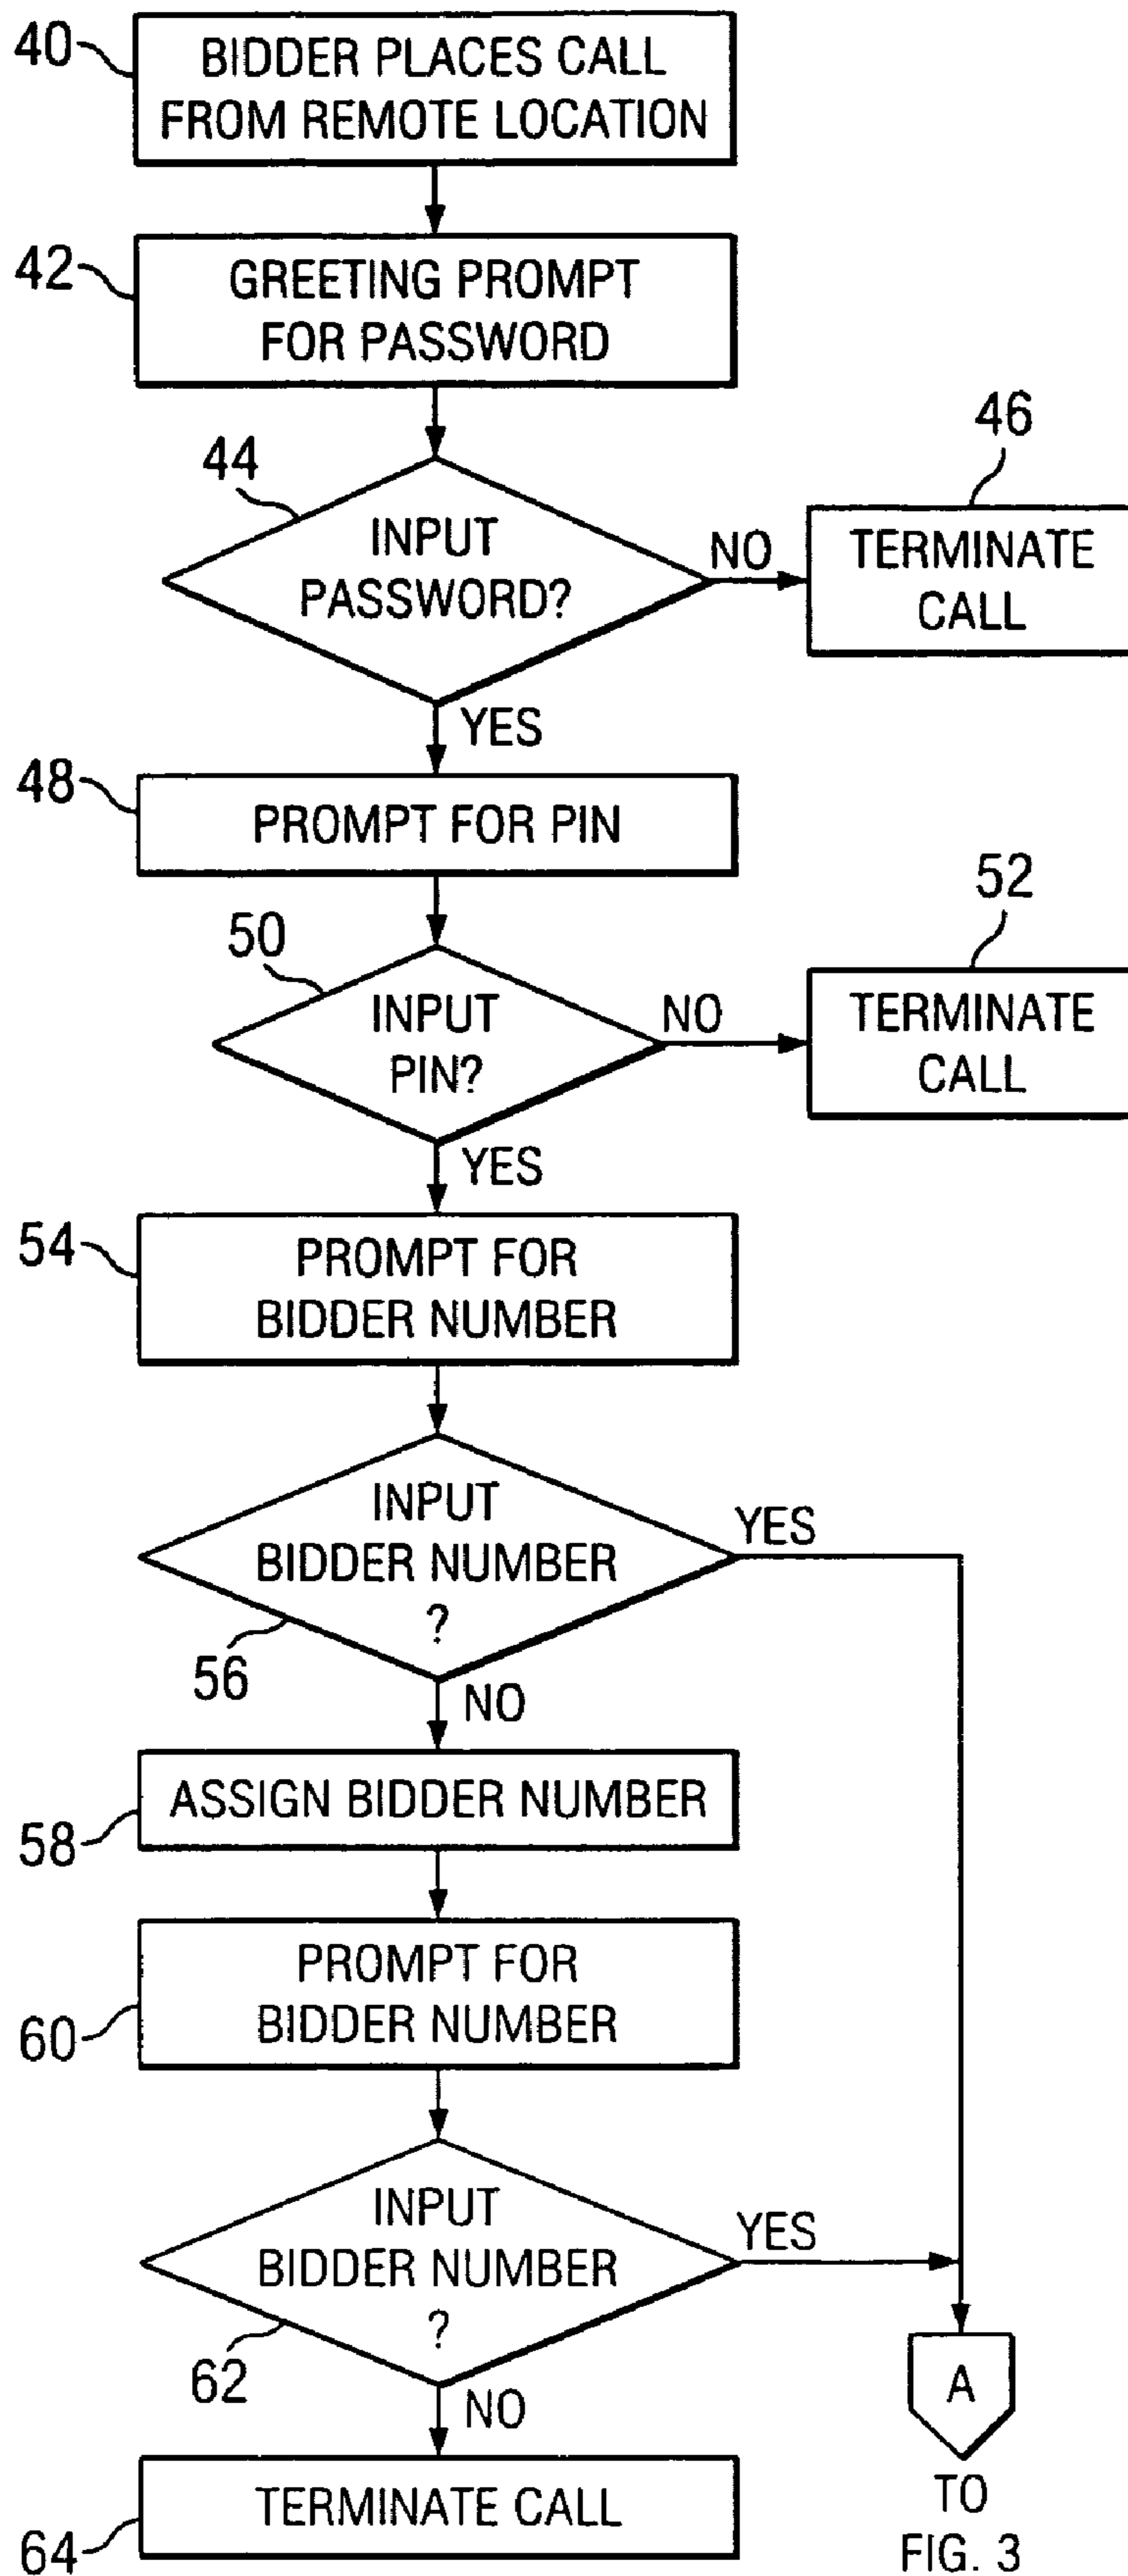 40
BIDDER PLACES CALL
FROM REMOTE LOCATION
42
GREETING PROMPT
FOR PASSWORD
44
INPUT
PASSWORD?
NO
46
TERMINATE
CALL
YES
48
PROMPT FOR PIN
50
INPUT
PIN?
NO
52
TERMINATE
CALL
YES
54
PROMPT FOR
BIDDER NUMBER
INPUT
BIDDER NUMBER
?
YES
56
NO
ASSIGN BIDDER NUMBER
58
PROMPT FOR
BIDDER NUMBER
60
INPUT
BIDDER NUMBER
?
YES
62
NO
A
TERMINATE CALL
64
TO
FIG. 3